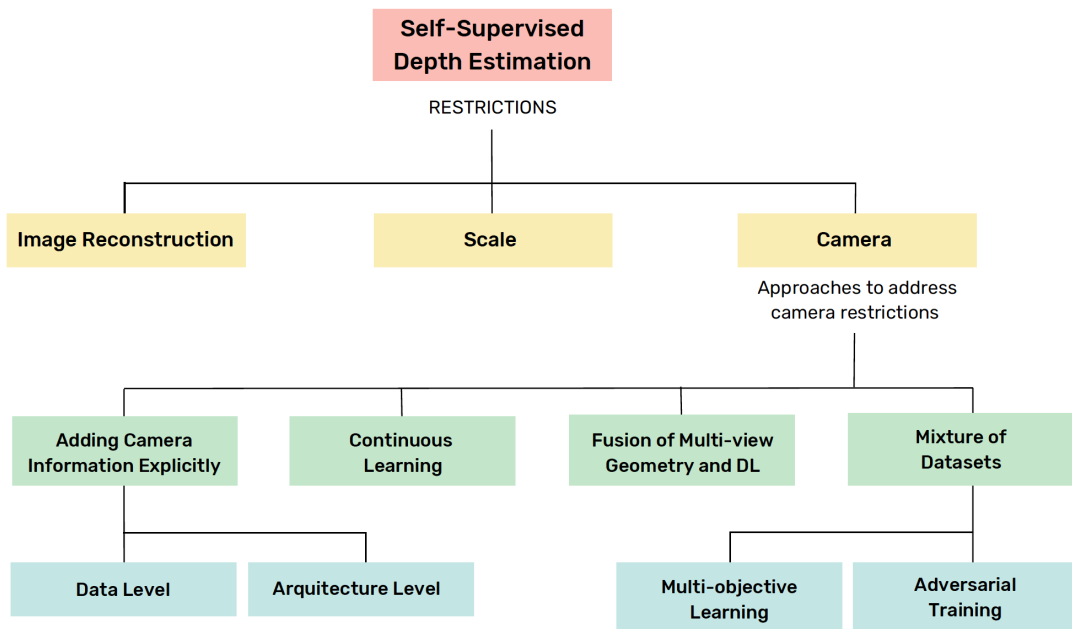 Self-Supervised
Depth Estimation
RESTRICTIONS
Image Reconstruction
Scale
Camera
Approaches to address
camera restrictions
Adding Camera
Information Explicitly
Continuous
Learning
Fusion of Multi-view
Geometry and DL
Mixture of
Datasets
Data Level
Arquitecture Level
Multi-objective
Learning
Adversarial
Training